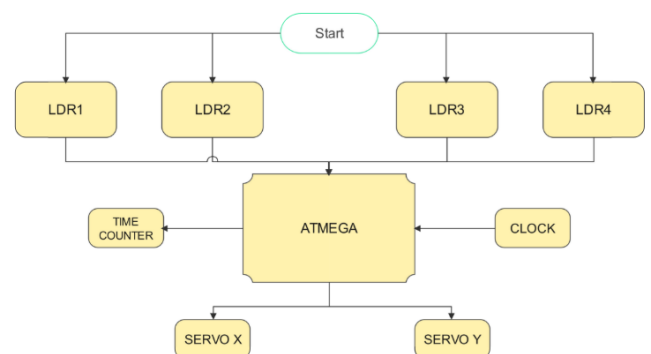 Start
LDR1
LDR2
LDR3
LDR4
ATMEGA
TIME
COUNTER
CLOCK
SERVO X
SERVO Y